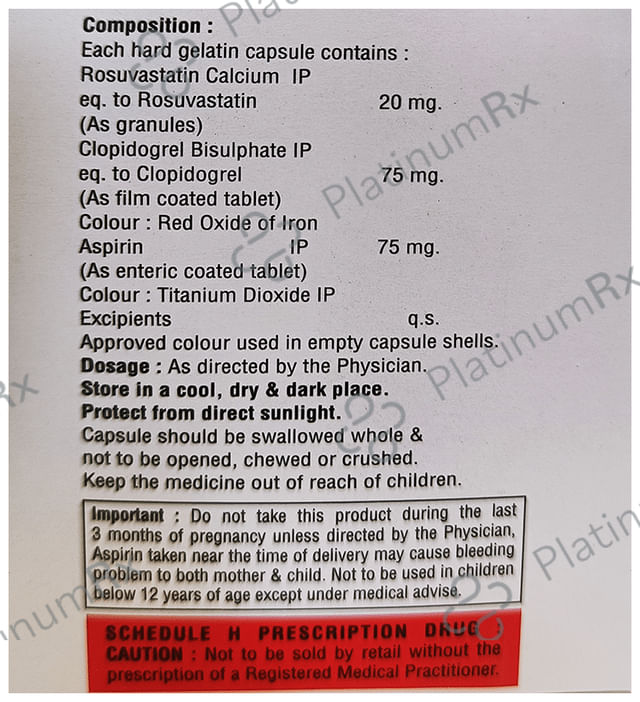 Composition :
Each hard gelatin capsule contains :
Rosuvastatin Calcium IP
eq. to Rosuvastatin 20 mg.
(As granules)
Clopidogrel Bisulphate IP
eq. to Clopidogrel 75 mg.
(As film coated tablet)
Colour : Red Oxide of Iron
Aspirin IP 75 mg.
(As enteric coated tablet)
Colour : Titanium Dioxide IP
Excipients q.s.
Approved colour used in empty capsule shells.
Dosage : As directed by the Physician.
Store in a cool, dry & dark place.
Protect from direct sunlight.
Capsule should be swallowed whole &
not to be opened, chewed or crushed.
Keep the medicine out of reach of children.
Important : Do not take this product during the last
3 months of pregnancy unless directed by the Physician,
Aspirin taken near the time of delivery may cause bleeding
problem to both mother & child. Not to be used in children
below 12 years of age except under medical advise.
SCHEDULE H PRESCRIPTION DRUG :
CAUTION : Not to be sold by retail without the
prescription of a Registered Medical Practitioner.
PlatinumRx
PlatinumRx